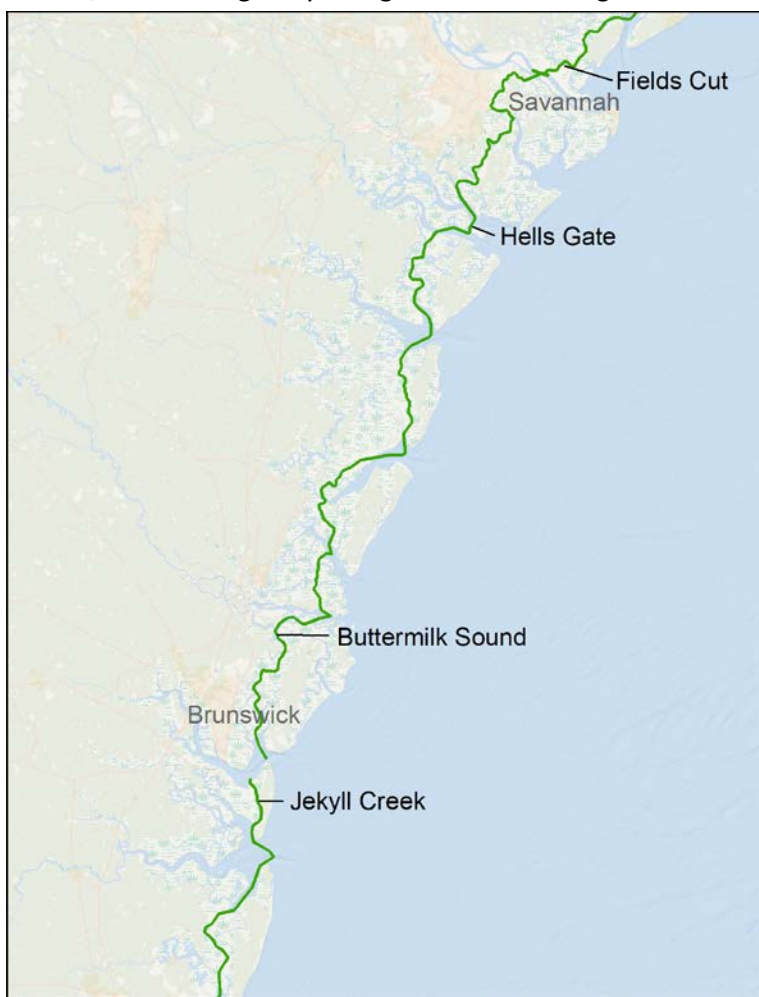 Fields Cut
Savannah
Hells Gate
Buttermilk Sound
Brunswick
Jekyll Creek